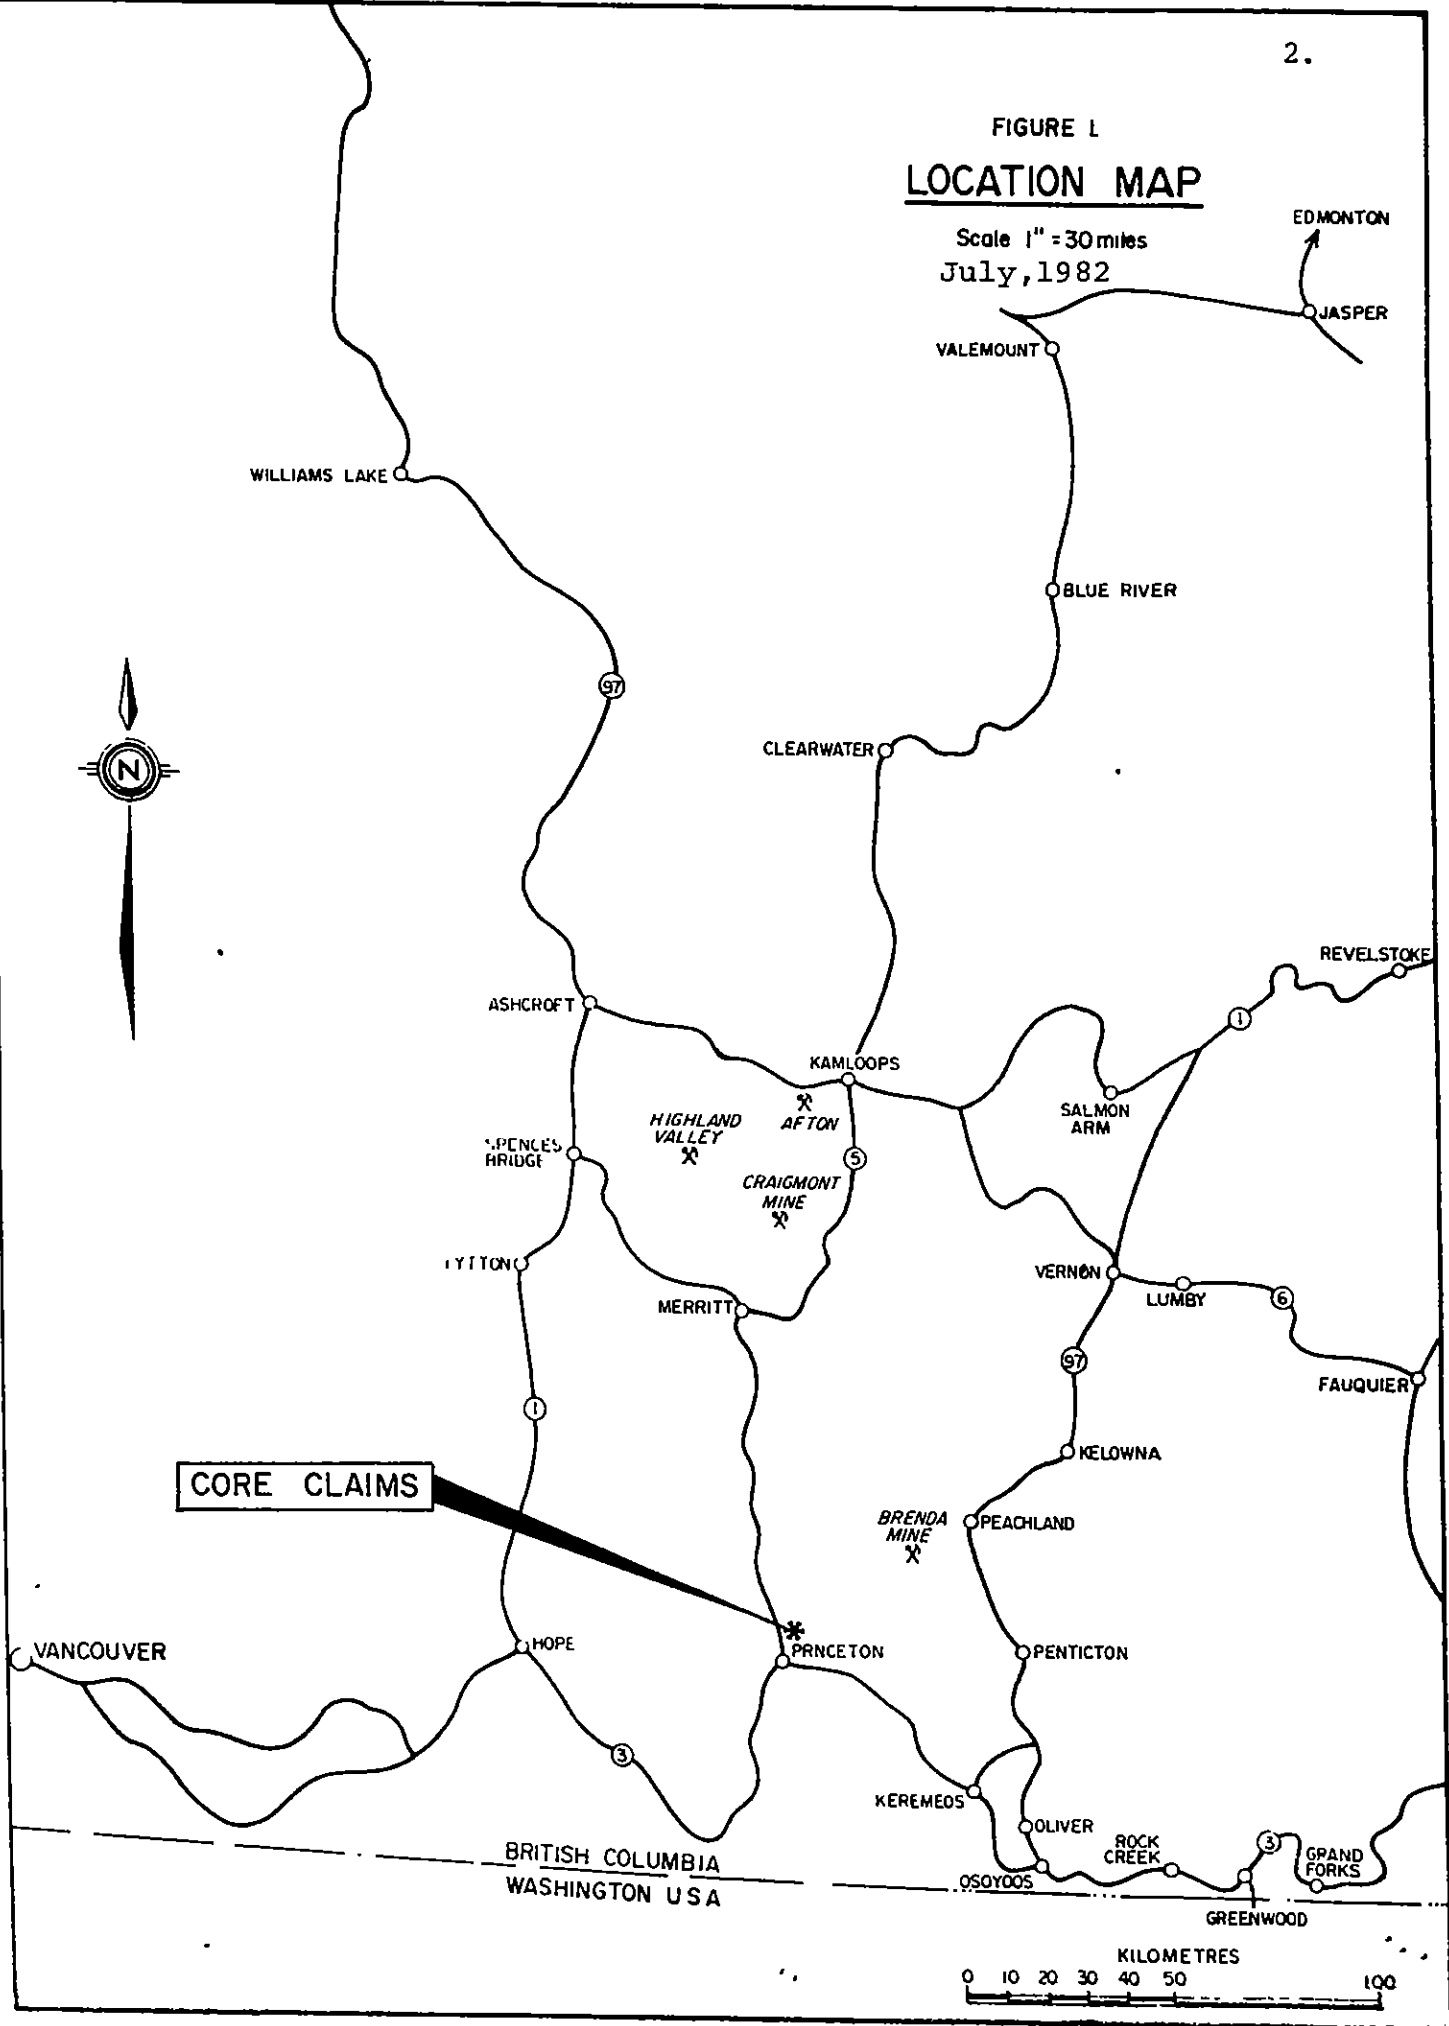 2.
FIGURE 1
LOCATION MAP
Scale 1" = 30 miles
July, 1982
EDMONTON
JASPER
VALEMOUNT
WILLIAMS LAKE
BLUE RIVER
97
CLEARWATER
N
REVELSTOKE
ASHCROFT
1
KAMLOOPS
HIGHLAND
VALLEY
AFTON
SALMON
ARM
SPENCES
BRIDGE
5
CRAIGMONT
MINE
LYTTON
VERNON
LUMBY
6
MERRITT
97
FAUQUIER
1
KELOWNA
CORE CLAIMS
BRENDA
MINE
PEACHLAND
VANCOUVER
HOPE
PRNCETON
PENTICTON
3
KEREMEOS
OLIVER
ROCK
CREEK
3
GRAND
FORKS
BRITISH COLUMBIA
WASHINGTON U S A
OSOYOOS
GREENWOOD
KILOMETRES
0 10 20 30 40 50 100